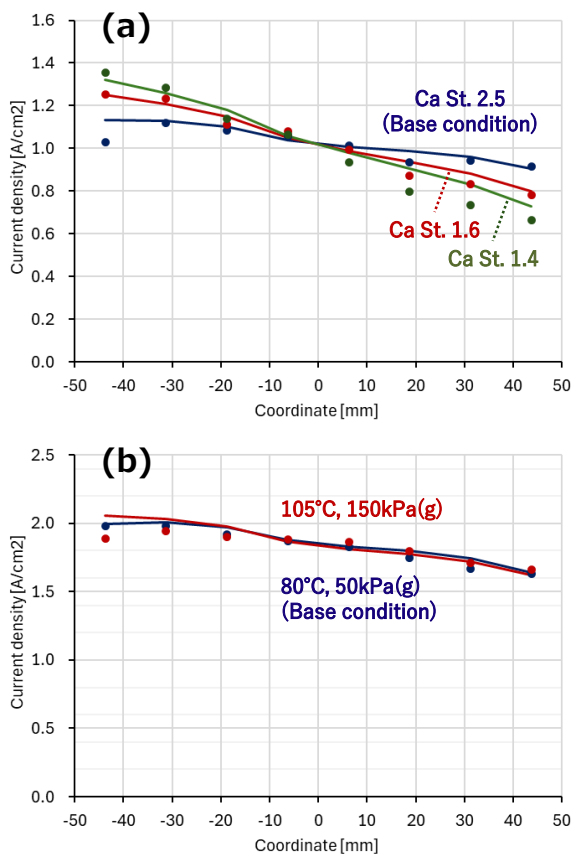 (a)
1.6
1.4
1.2
1.0
0.8
0.6
0.4
0.2
0.0
Current density [A/cm2]
Ca St. 2.5
(Base condition)
Ca St. 1.6
Ca St. 1.4
-50 -40 -30 -20 -10 0 10 20 30 40 50
Coordinate [mm]
(b)
2.5
2.0
1.5
1.0
0.5
0.0
Current density [A/cm2]
105°C, 150kPa(g)
80°C, 50kPa(g)
(Base condition)
-50 -40 -30 -20 -10 0 10 20 30 40 50
Coordinate [mm]